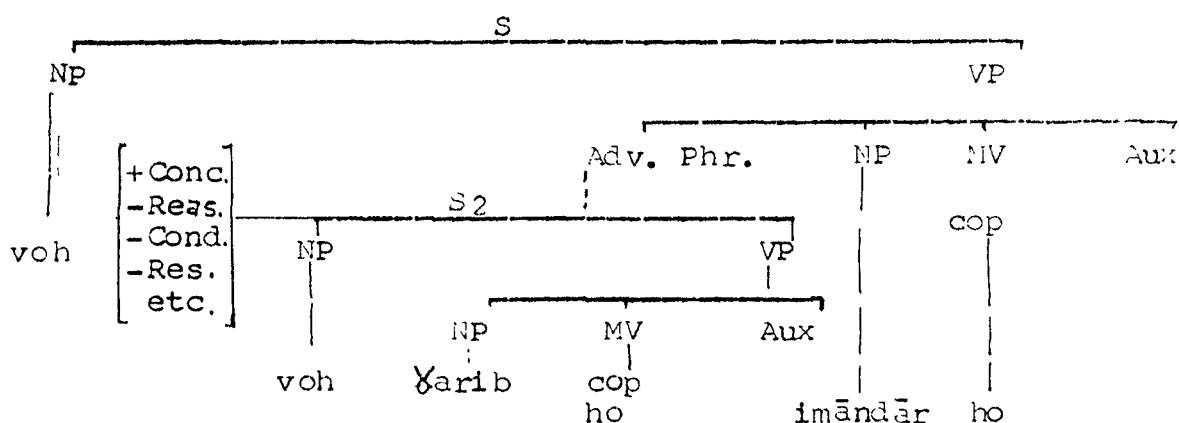 S
NP VP
Adv. Phr. NP MV Aux
+Conc.
-Reas.
-Cond.
-Res.
etc.
S2
cop
voh NP VP
NP MV Aux
voh ɣarib cop
ho imāndār ho